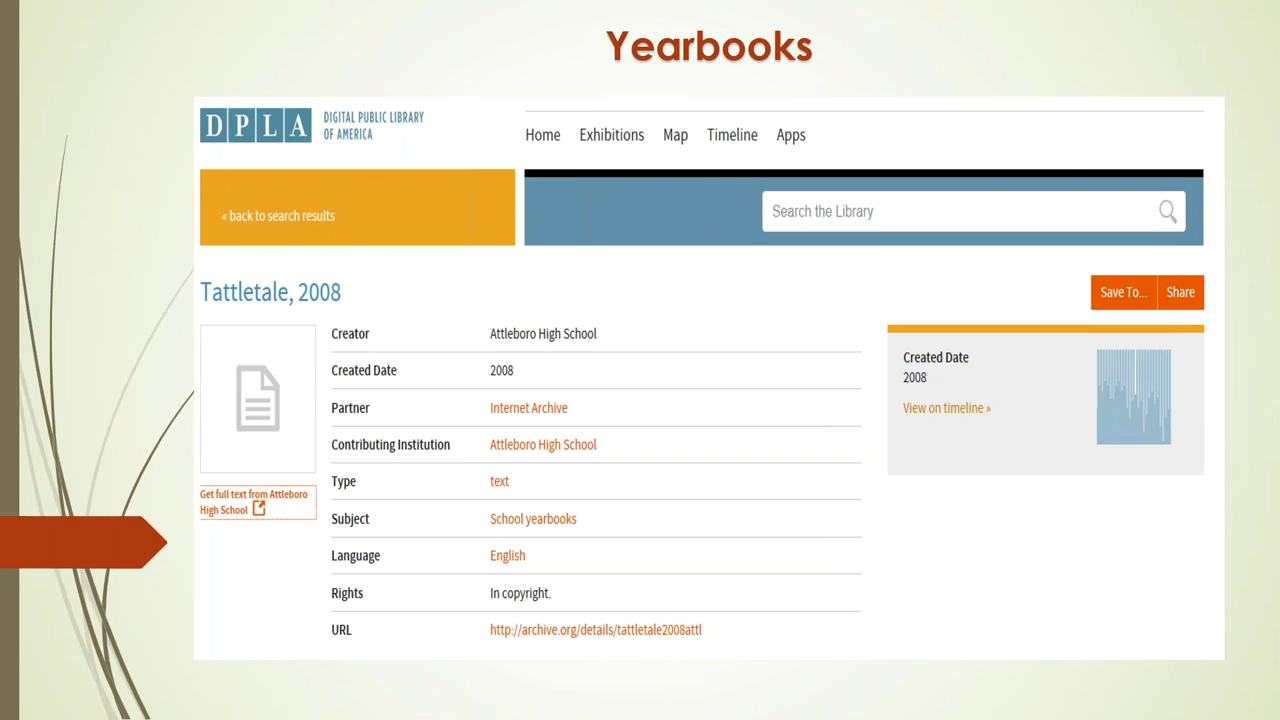 Yearbooks
DPLA
DIGITAL PUBLIC LIBRARY
OF AMERICA
Home Exhibitions Map Timeline Apps
« back to search results
Search the Library
Tattletale, 2008
Save To... Share
Creator Attleboro High School
Created Date 2008
Partner Internet Archive
Contributing Institution Attleboro High School
Type text
Subject School yearbooks
Language English
Rights In copyright.
URL http://archive.org/details/tattletale2008attl
Get full text from Attleboro
High School
Created Date
2008
View on timeline »